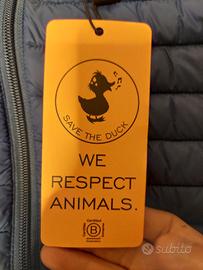 SAVE THE DUCK
WE
RESPECT
ANIMALS.
Certified
B
Corporation
subito